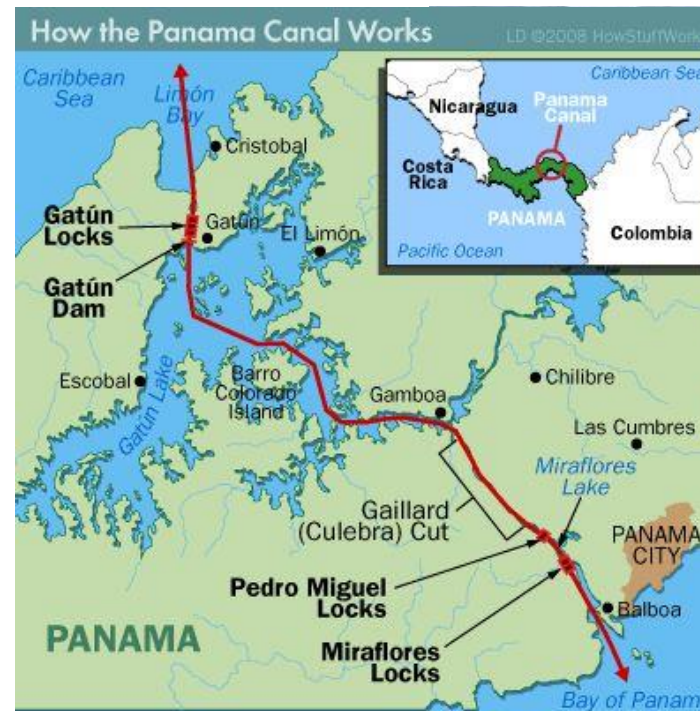 How the Panama Canal Works
LD ©2008 HowStuffWork
Caribbean
Sea
Limón
Bay
Cristobal
Gatún
Locks
Gatún
El Limón
Gatún
Dam
Escobal
Gatún Lake
Barro
Colorado
Island
Gamboa
Chilibre
Las Cumbres
Miraflores
Lake
Gaillard
(Culebra) Cut
PANAMA
CITY
Pedro Miguel
Locks
Balboa
Miraflores
Locks
PANAMA
Bay of Panam
Caribbean Sea
Nicaragua
Panama
Canal
Costa
Rica
PANAMA
Colombia
Pacific Ocean